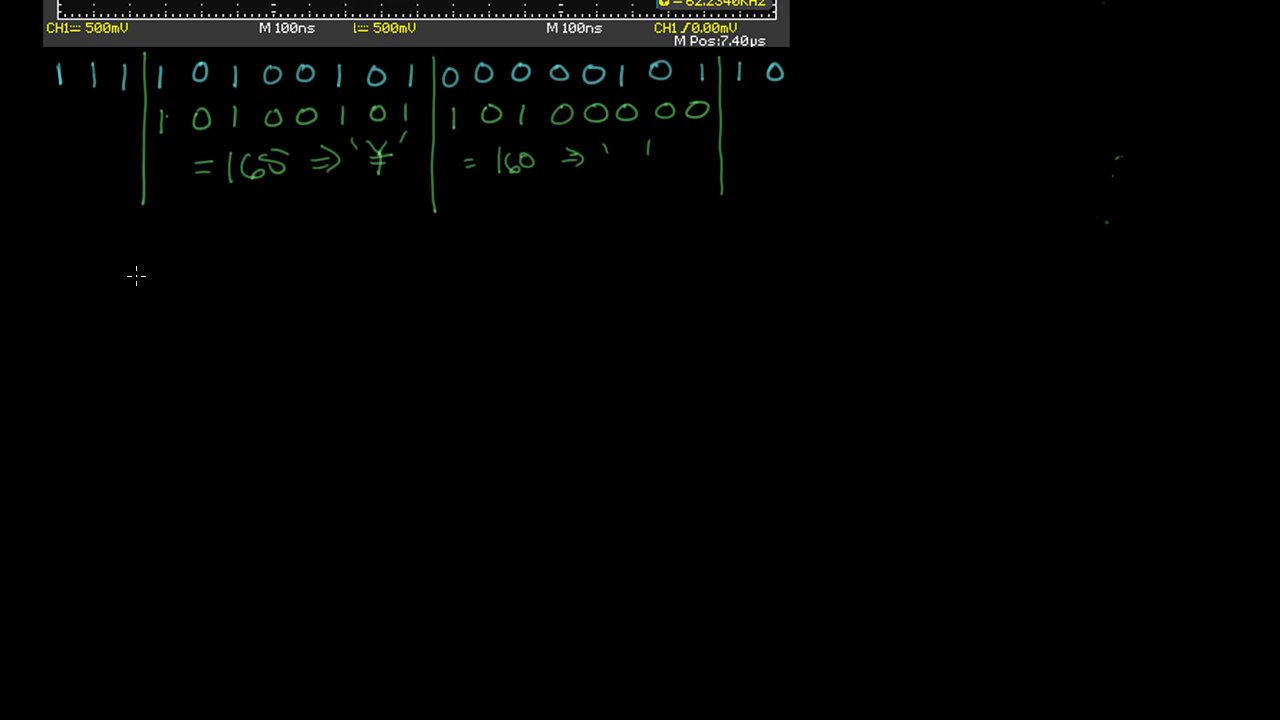 62.2340KHz
CH1 500mV M 100ns 500mV M 100ns CH1 / 0.00mV
M Pos:7.40µs
1 1 1 1 0 1 0 0 1 0 1 0 0 0 0 0 1 0 1 1 0
1 0 1 0 0 1 0 1 1 0 1 0 0 0 0 0
= 165 ⇒ '¥' = 160 ⇒ ' '